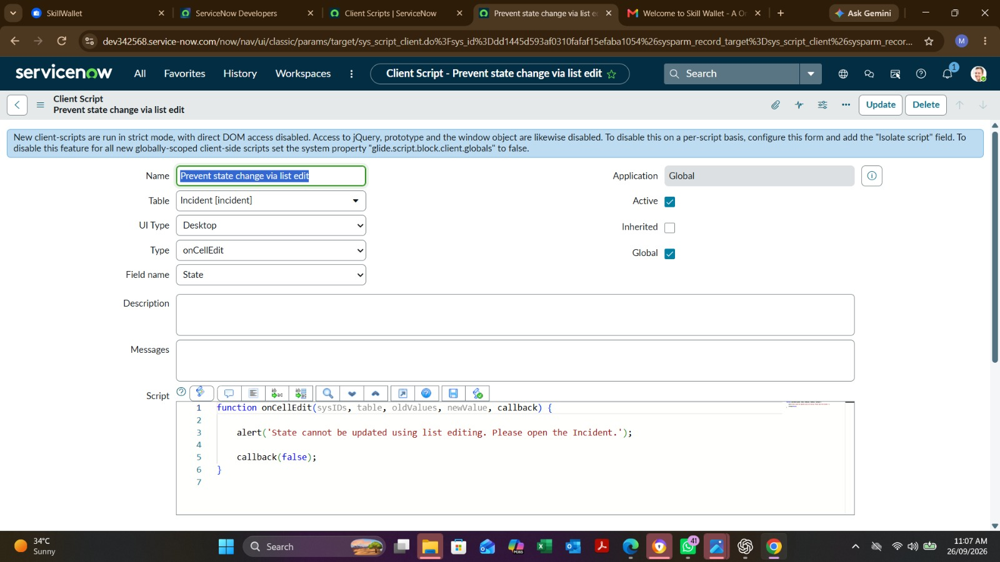 SkillWallet
ServiceNow Developers
Client Scripts | ServiceNow
Prevent state change via list e
Welcome to Skill Wallet - A O
Ask Gemini
dev342568.service-now.com/now/nav/ui/classic/params/target/sys_script_client.do%3Fsys_id%3Ddd1445d593af0310fafaf15efaba1054%26sysparm_record_target%3Dsys_script_client%26sysparm_recor...
M
servicenow
All
Favorites
History
Workspaces
Client Script - Prevent state change via list edit
Search
1
Client Script
Prevent state change via list edit
Update
Delete
New client-scripts are run in strict mode, with direct DOM access disabled. Access to jQuery, prototype and the window object are likewise disabled. To disable this on a per-script basis, configure this form and add the "Isolate script" field. To
disable this feature for all new globally-scoped client-side scripts set the system property "glide.script.block.client.globals" to false.
Name
Prevent state change via list edit
Application
Global
Table
Incident [incident]
Active
UI Type
Desktop
Inherited
Type
onCellEdit
Global
Field name
State
Description
Messages
Script
1 function onCellEdit(sysIDs, table, oldValues, newValue, callback) {
2
3 alert('State cannot be updated using list editing. Please open the Incident.');
4
5 callback(false);
6 }
7
34°C
Sunny
Search
41
11:07 AM
26/09/2026